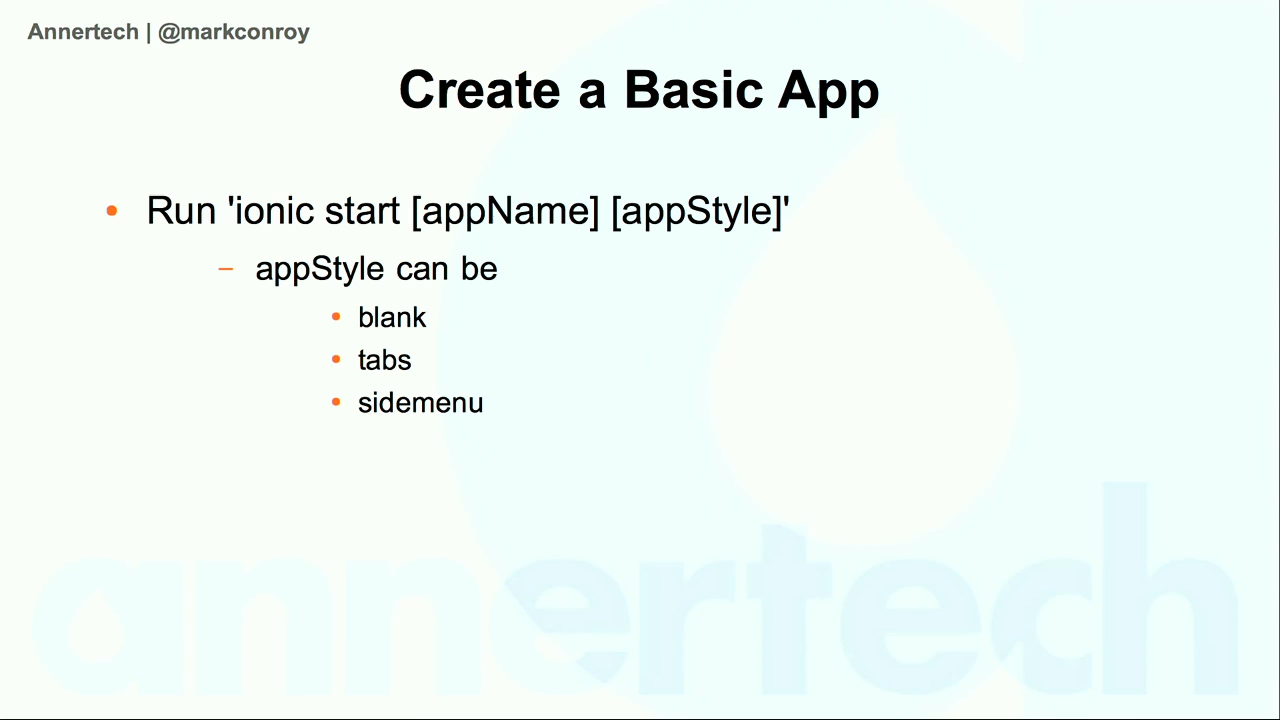 Annertech | @markconroy
Create a Basic App
• Run 'ionic start [appName] [appStyle]'
– appStyle can be
• blank
• tabs
• sidemenu
annertech